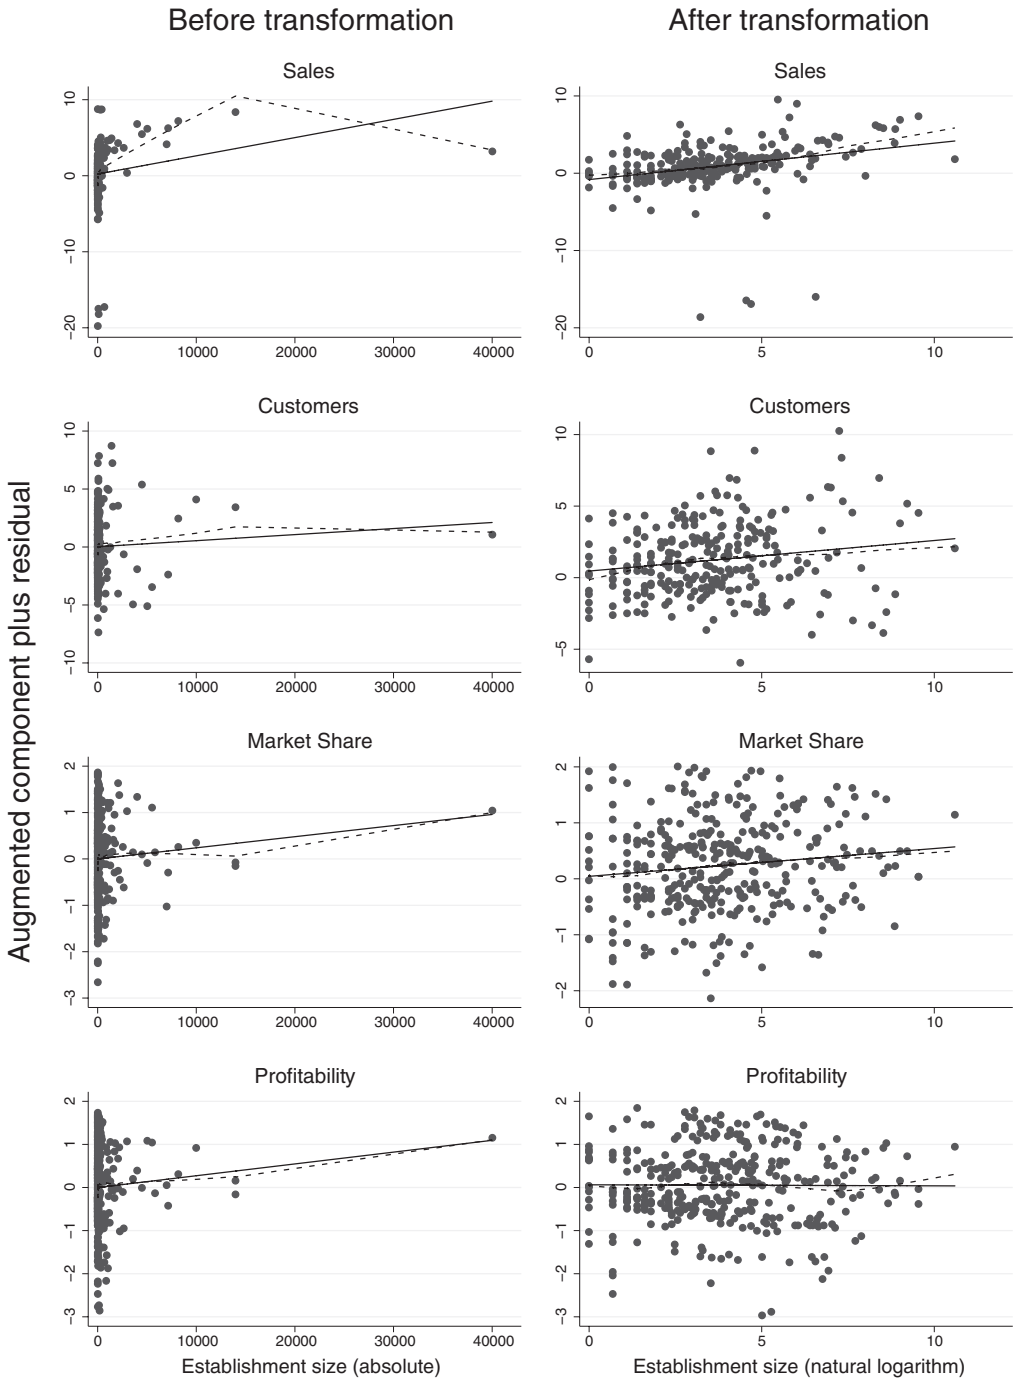 Before transformation
After transformation
Augmented component plus residual
Sales
10
0
−10
−20
0 10000 20000 30000 40000
Sales
10
0
−10
−20
0 5 10
Customers
10
5
0
−5
−10
0 10000 20000 30000 40000
Customers
10
5
0
−5
0 5 10
Market Share
2
1
0
−1
−2
−3
0 10000 20000 30000 40000
Market Share
2
1
0
−1
−2
0 5 10
Profitability
2
1
0
−1
−2
−3
0 10000 20000 30000 40000
Establishment size (absolute)
Profitability
2
1
0
−1
−2
−3
0 5 10
Establishment size (natural logarithm)